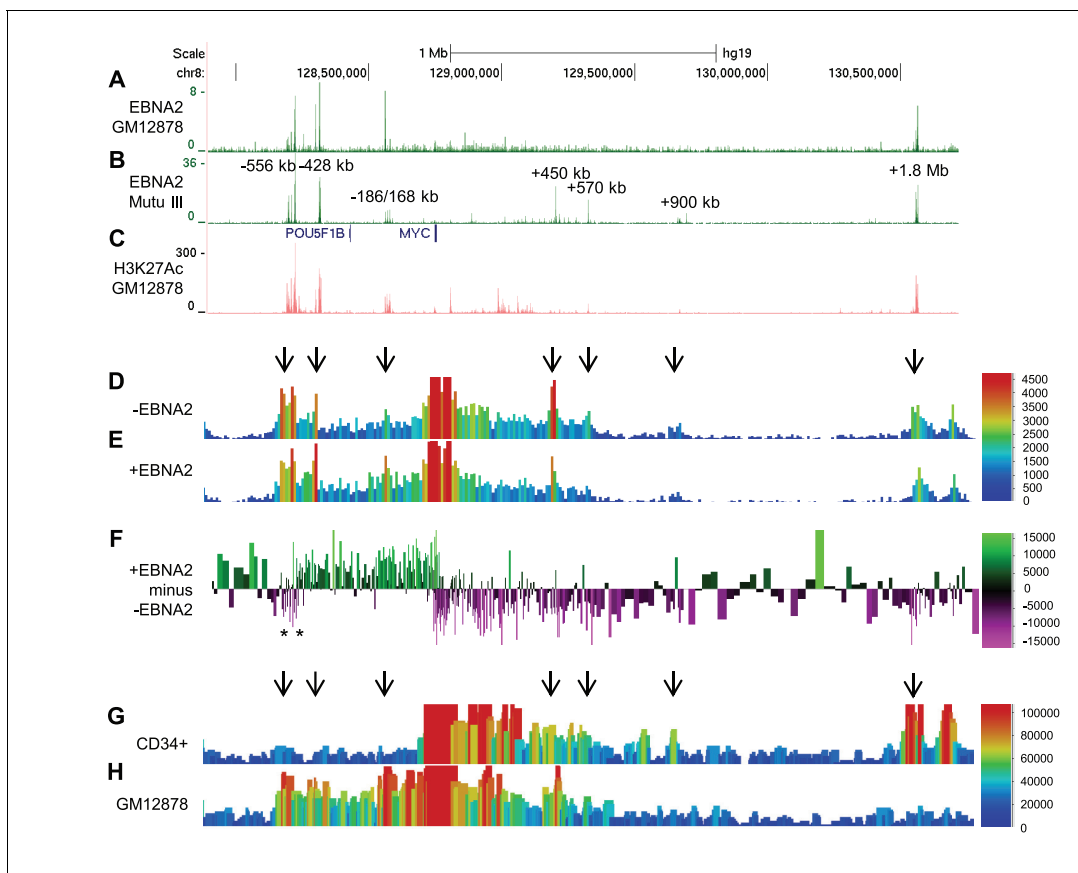 Scale
1 Mb
hg19
chr8:
128,500,000
129,000,000
129,500,000
130,000,000
130,500,000
A
EBNA2
GM12878
8
0
B
EBNA2
Mutu III
36
0
-556 kb
-428 kb
-186/168 kb
+450 kb
+570 kb
+900 kb
+1.8 Mb
POU5F1B
MYC
C
H3K27Ac
GM12878
300
0
D
-EBNA2
E
+EBNA2
4500
4000
3500
3000
2500
2000
1500
1000
500
0
F
+EBNA2
minus
-EBNA2
* *
15000
10000
5000
0
-5000
-10000
-15000
G
CD34+
H
GM12878
100000
80000
60000
40000
20000
0